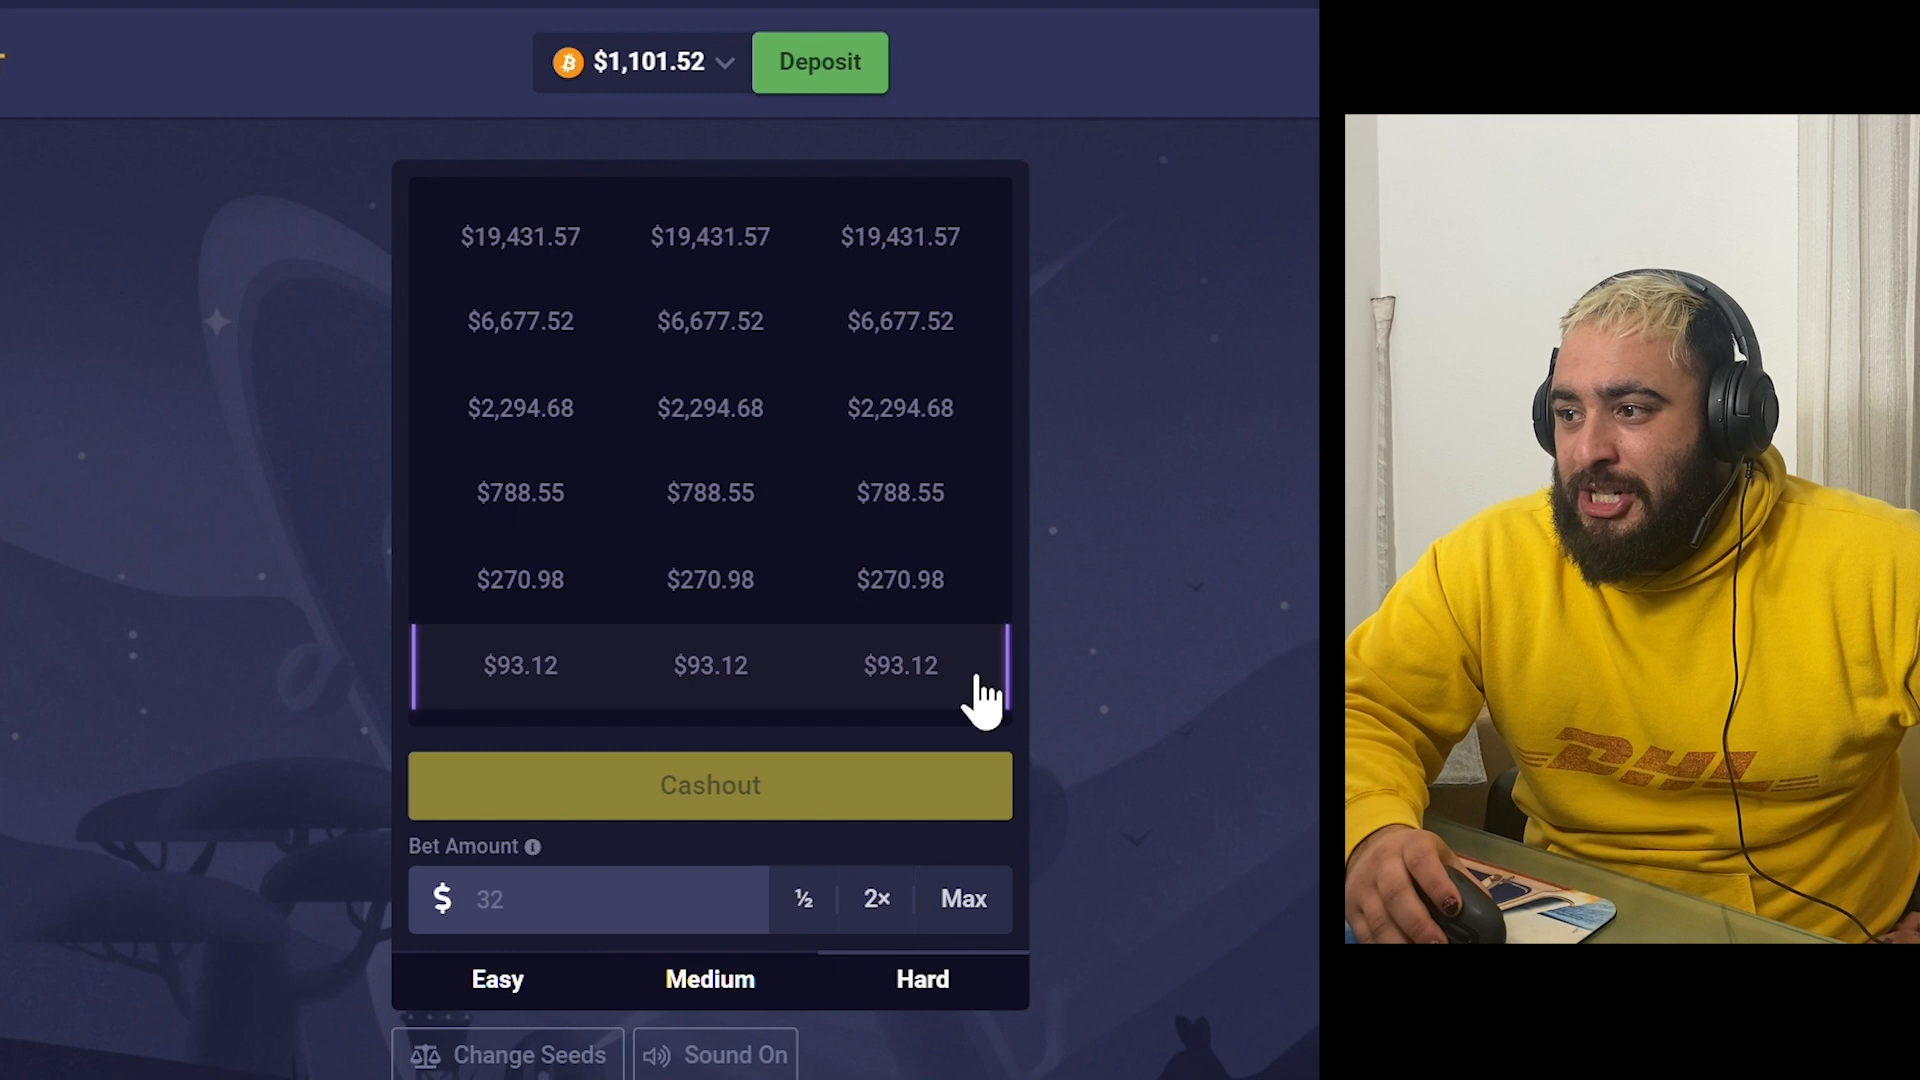 $1,101.52 Deposit
$19,431.57 $19,431.57 $19,431.57
$6,677.52 $6,677.52 $6,677.52
$2,294.68 $2,294.68 $2,294.68
$788.55 $788.55 $788.55
$270.98 $270.98 $270.98
$93.12 $93.12 $93.12
Cashout
Bet Amount
$ 32 ½ 2× Max
Easy Medium Hard
Change Seeds Sound On
DHL